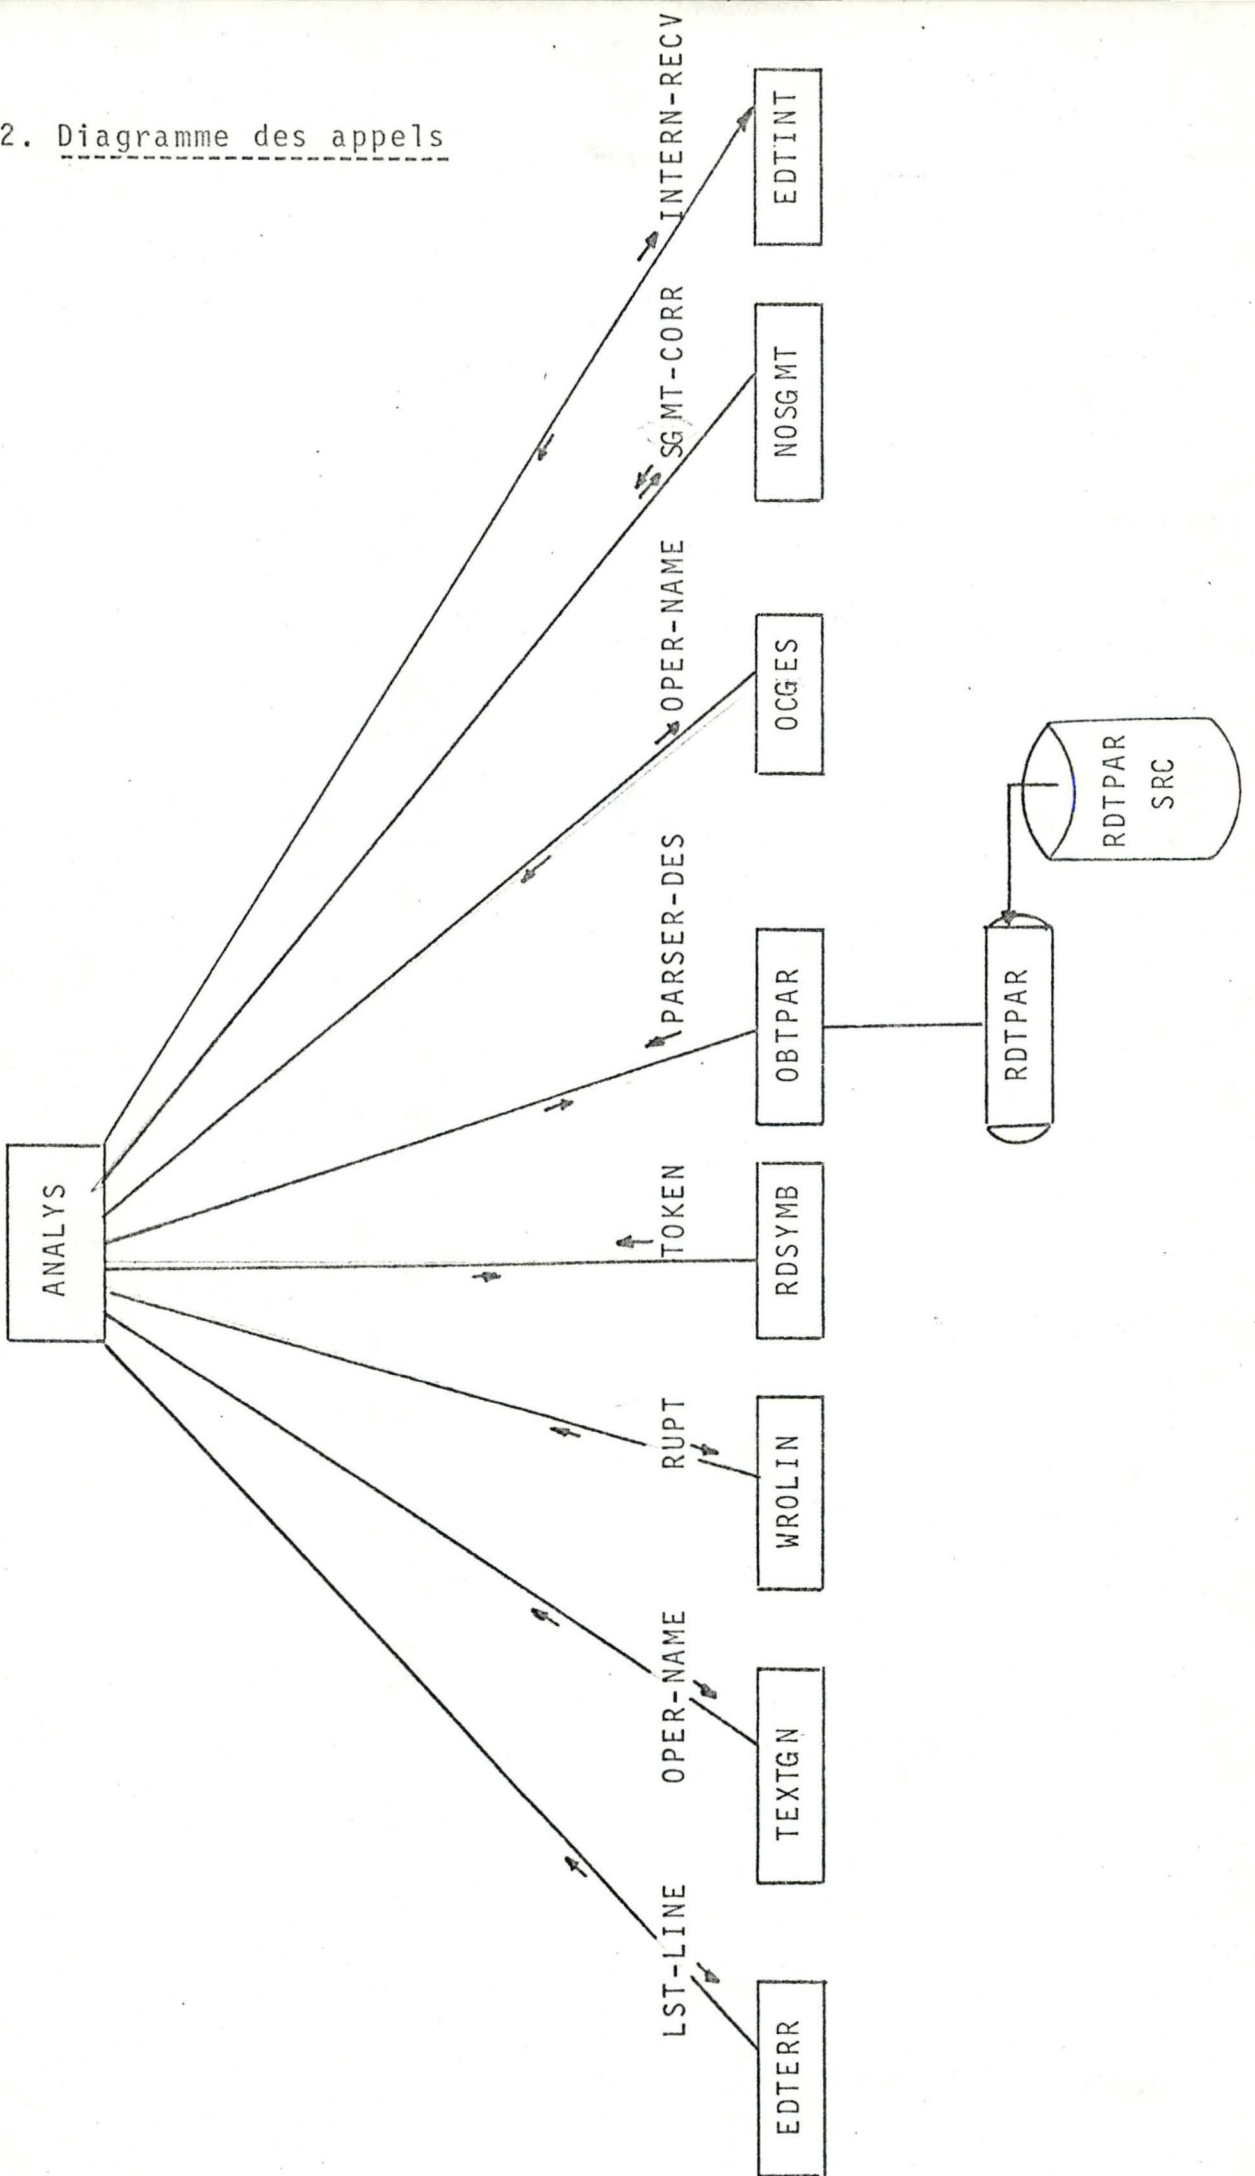 2. Diagramme des appels
ANALYS
LST-LINE
OPER-NAME
RUPT
TOKEN
PARSER-DES
OPER-NAME
SGMT-CORR
INTERN-RECV
EDTERR
TEXTGN
WROLIN
RDSYMB
OBTPAR
OCGES
NOSGMT
EDTINT
RDTPAR
RDTPAR
SRC